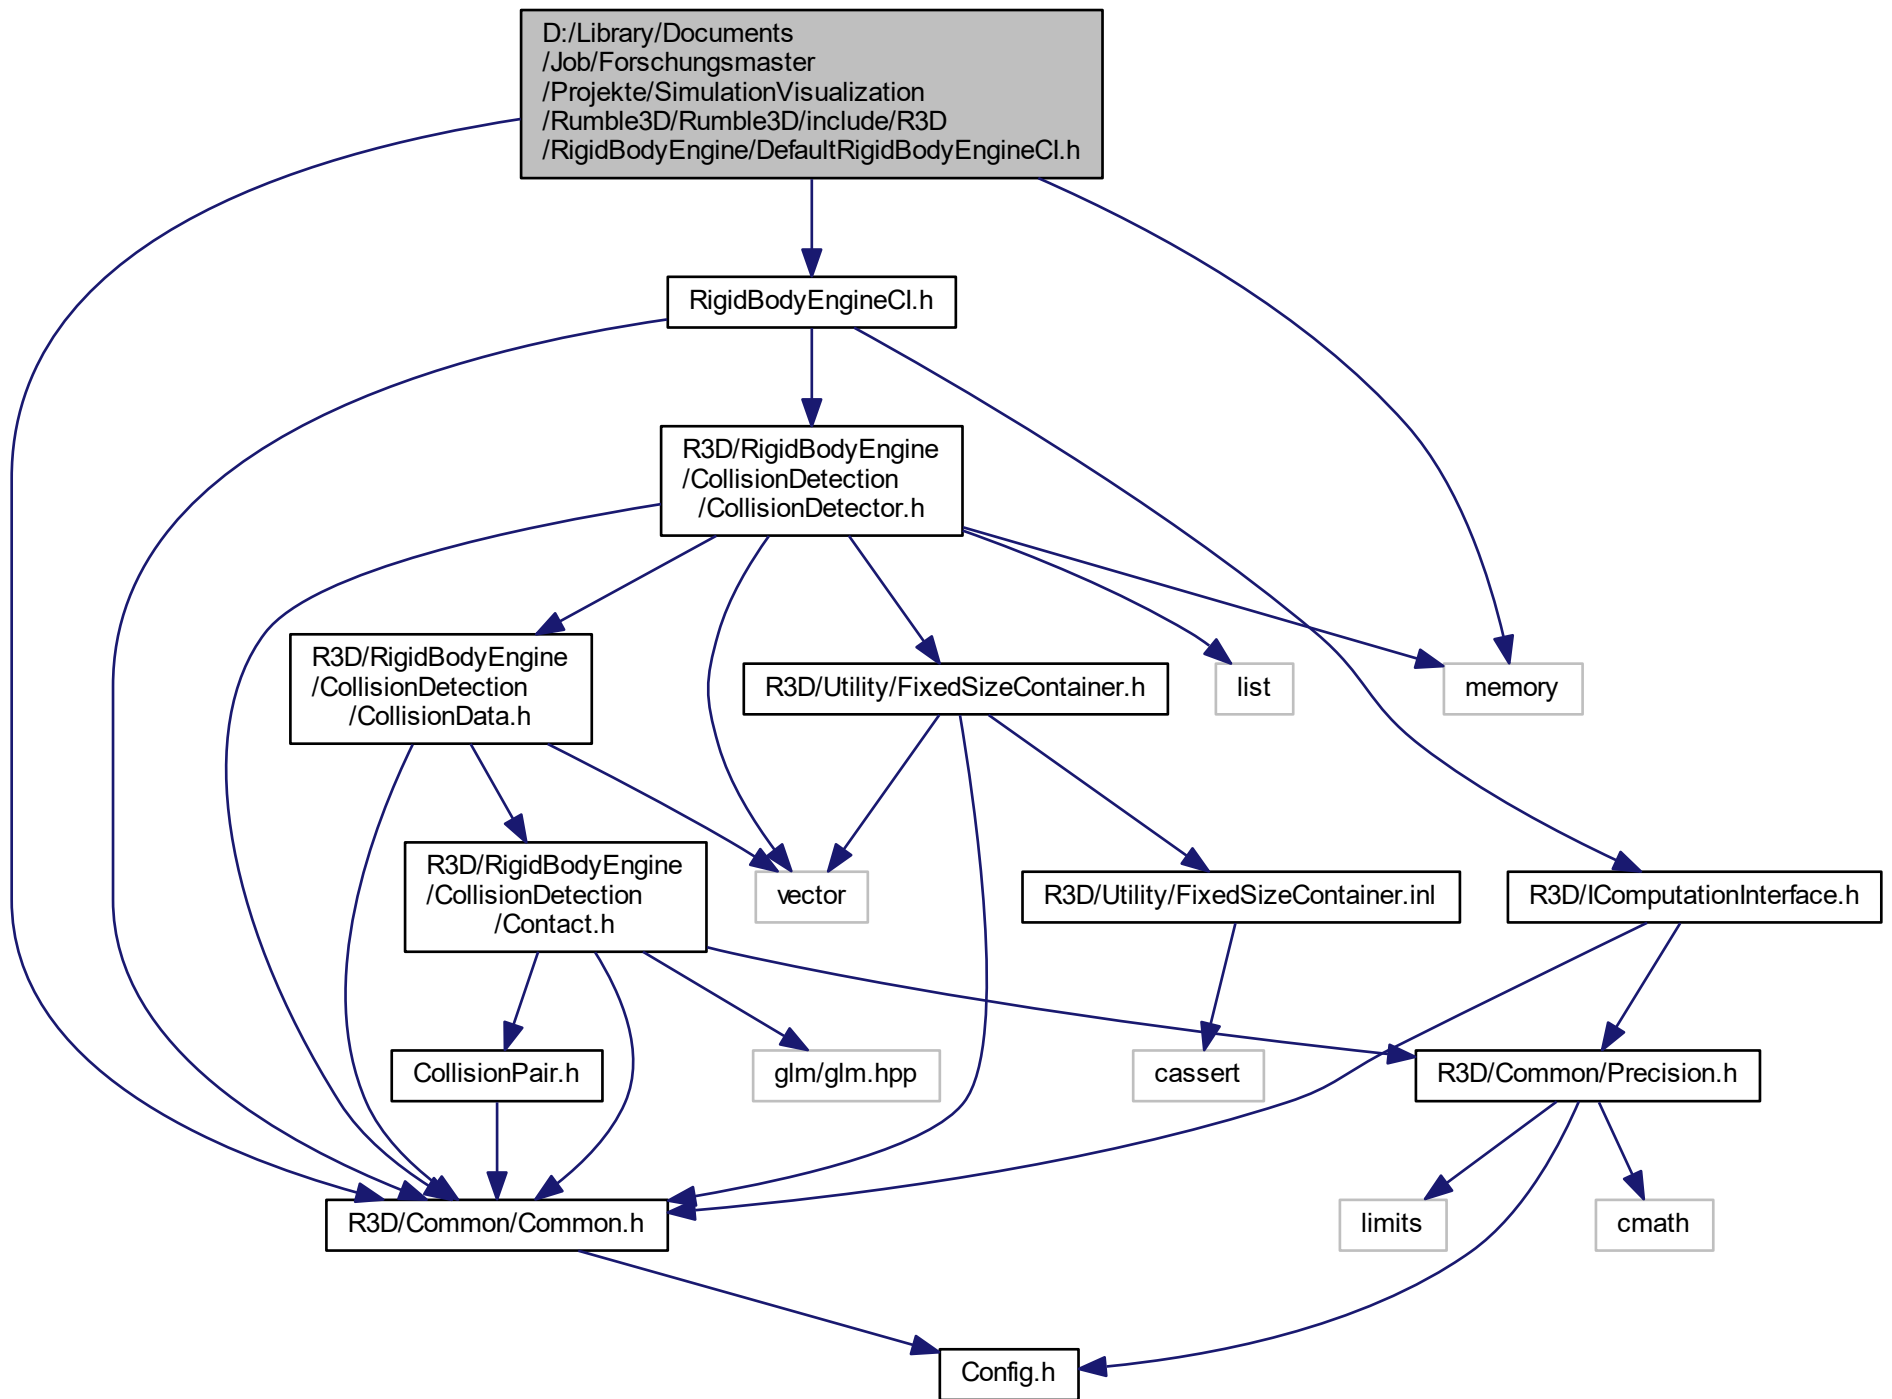 D:/Library/Documents
/Job/Forschungsmaster
/Projekte/SimulationVisualization
/Rumble3D/Rumble3D/include/R3D
/RigidBodyEngine/DefaultRigidBodyEngineCI.h
RigidBodyEngineCI.h
R3D/RigidBodyEngine
/CollisionDetection
/CollisionDetector.h
R3D/RigidBodyEngine
/CollisionDetection
/CollisionData.h
R3D/Utility/FixedSizeContainer.h
list
memory
R3D/RigidBodyEngine
/CollisionDetection
/Contact.h
vector
R3D/Utility/FixedSizeContainer.inl
R3D/IComputationInterface.h
CollisionPair.h
glm/glm.hpp
cassert
R3D/Common/Precision.h
R3D/Common/Common.h
limits
cmath
Config.h